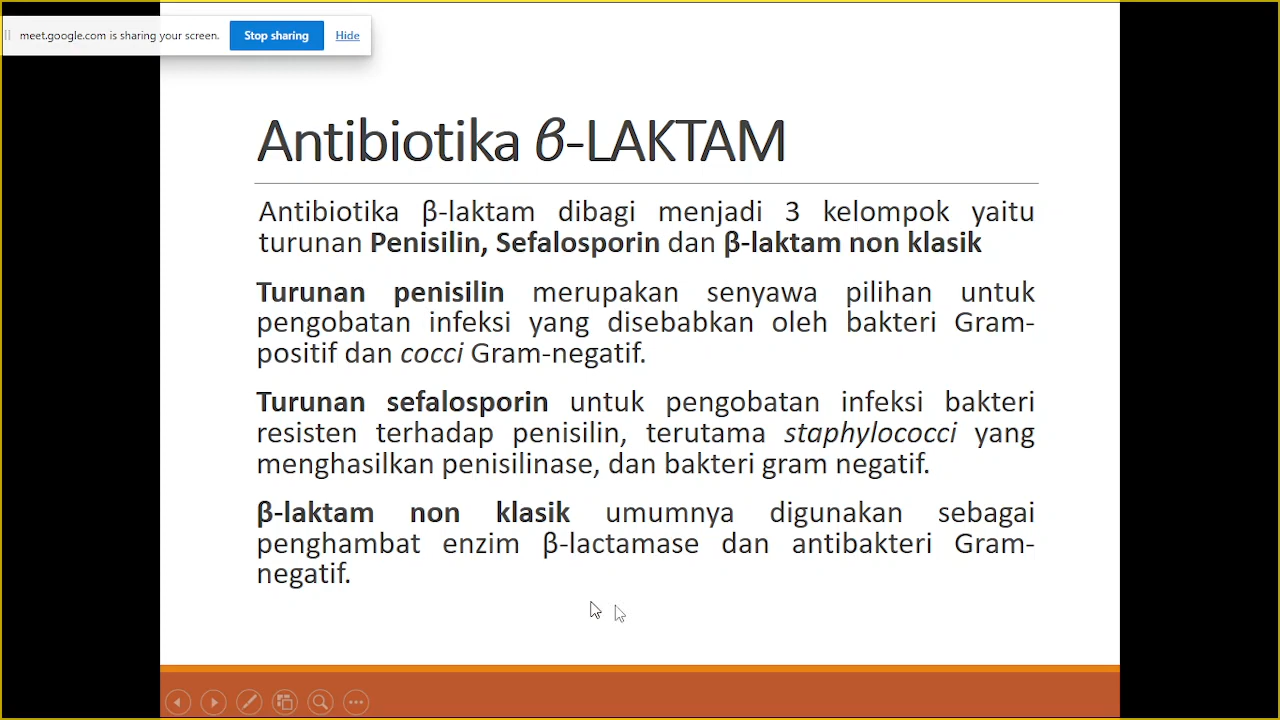 meet.google.com is sharing your screen. Stop sharing Hide
Antibiotika β-LAKTAM
Antibiotika β-laktam dibagi menjadi 3 kelompok yaitu
turunan Penisilin, Sefalosporin dan β-laktam non klasik
Turunan penisilin merupakan senyawa pilihan untuk
pengobatan infeksi yang disebabkan oleh bakteri Gram-
positif dan cocci Gram-negatif.
Turunan sefalosporin untuk pengobatan infeksi bakteri
resisten terhadap penisilin, terutama staphylococci yang
menghasilkan penisilinase, dan bakteri gram negatif.
β-laktam non klasik umumnya digunakan sebagai
penghambat enzim β-lactamase dan antibakteri Gram-
negatif.